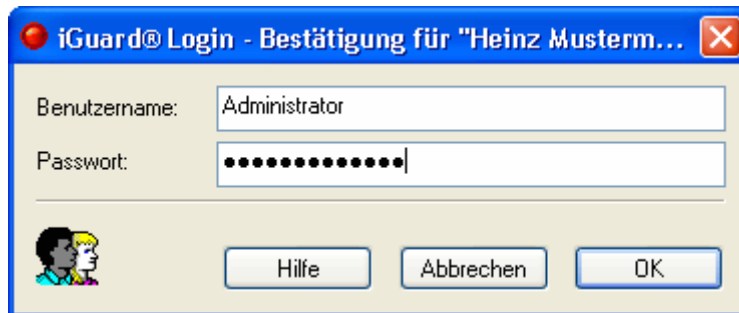 iGuard® Login - Bestätigung für "Heinz Musterm...
Benutzername: Administrator
Passwort: ●●●●●●●●●●●●●
Hilfe Abbrechen OK